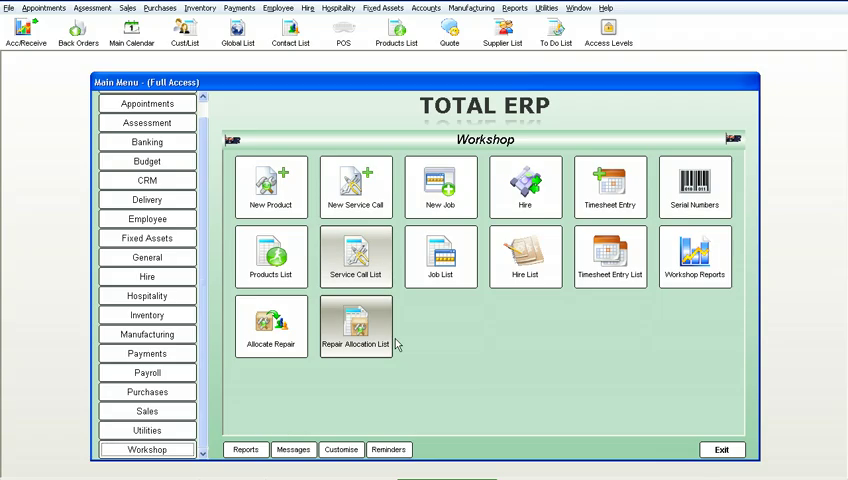 File Appointments Assessment Sales Purchases Inventory Payments Employee Hire Hospitality Fixed Assets Accounts Manufacturing Reports Utilities Window Help
Acc/Receive Back Orders Main Calendar Cust/List Global List Contact List POS Products List Quote Supplier List To Do List Access Levels
Main Menu - (Full Access)
Appointments
Assessment
Banking
Budget
CRM
Delivery
Employee
Fixed Assets
General
Hire
Hospitality
Inventory
Manufacturing
Payments
Payroll
Purchases
Sales
Utilities
Workshop
TOTAL ERP
Workshop
New Product New Service Call New Job Hire Timesheet Entry Serial Numbers
Products List Service Call List Job List Hire List Timesheet Entry List Workshop Reports
Allocate Repair Repair Allocation List
Reports Messages Customise Reminders Exit